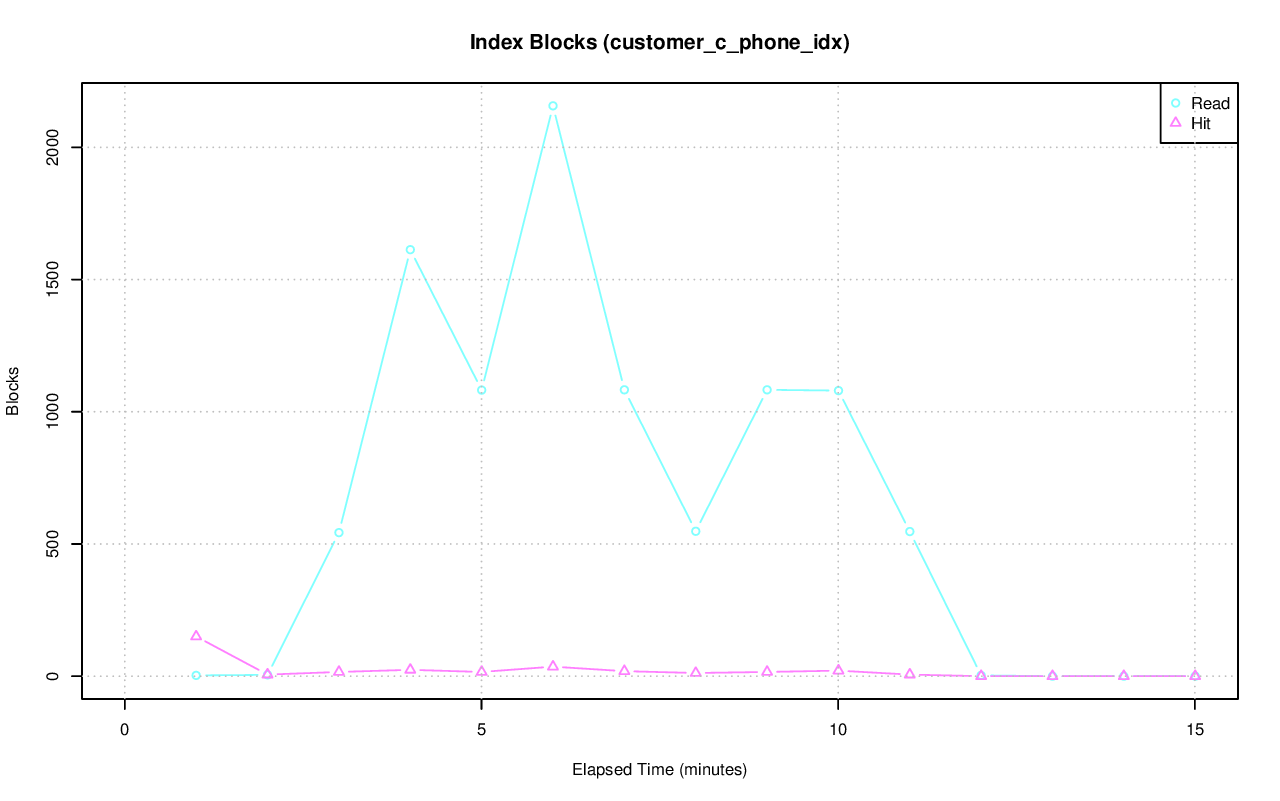 Index Blocks (customer_c_phone_idx)
Read
Hit
2000
1500
1000
500
0
Blocks
0 5 10 15
Elapsed Time (minutes)